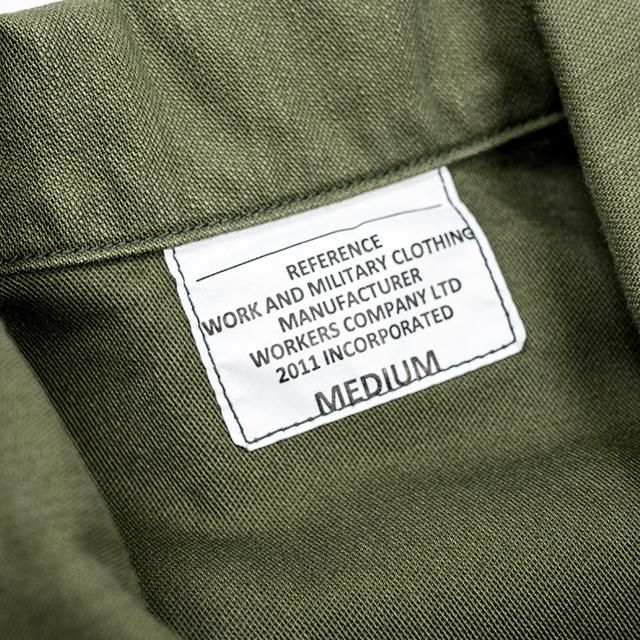 REFERENCE
WORK AND MILITARY CLOTHING
MANUFACTURER
WORKERS COMPANY LTD
2011 INCORPORATED
MEDIUM